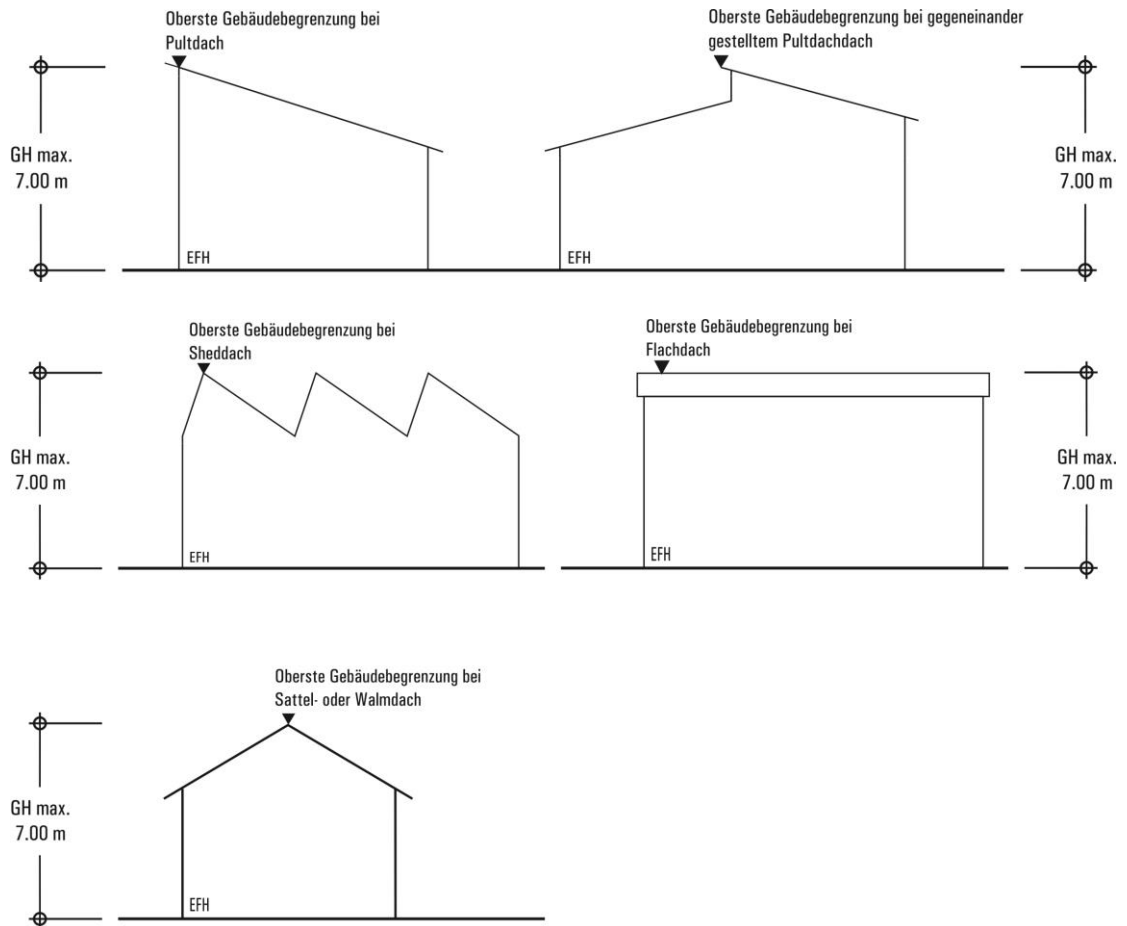 Oberste Gebäudebegrenzung bei
Pultdach
GH max.
7.00 m
EFH
Oberste Gebäudebegrenzung bei gegeneinander
gestelltem Pultdachdach
EFH
GH max.
7.00 m
Oberste Gebäudebegrenzung bei
Sheddach
GH max.
7.00 m
EFH
Oberste Gebäudebegrenzung bei
Flachdach
EFH
GH max.
7.00 m
Oberste Gebäudebegrenzung bei
Sattel- oder Walmdach
GH max.
7.00 m
EFH